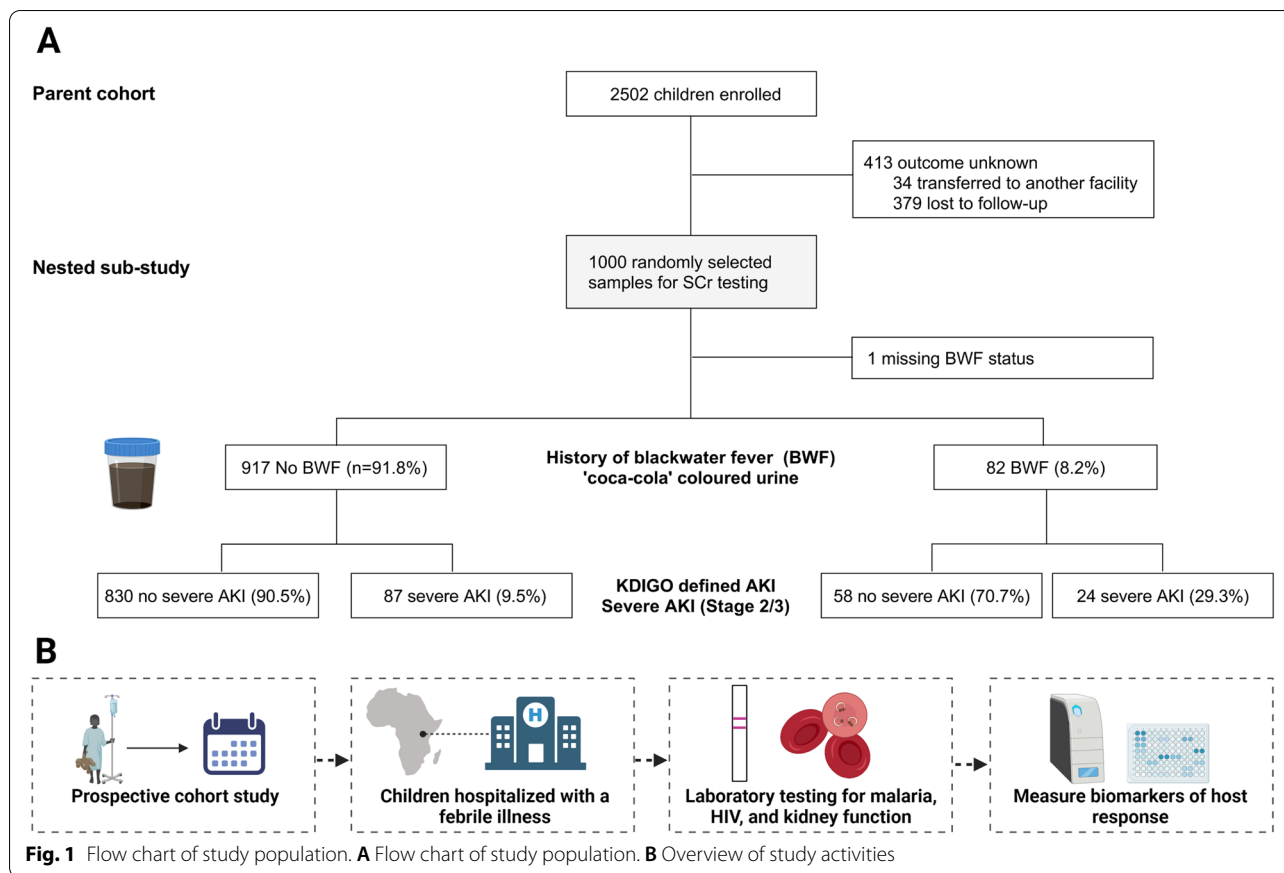 A
Parent cohort
2502 children enrolled
413 outcome unknown
34 transferred to another facility
379 lost to follow-up
Nested sub-study
1000 randomly selected
samples for SCr testing
1 missing BWF status
917 No BWF (n=91.8%)
History of blackwater fever (BWF)
'coca-cola' coloured urine
82 BWF (8.2%)
830 no severe AKI (90.5%)
87 severe AKI (9.5%)
KDIGO defined AKI
Severe AKI (Stage 2/3)
58 no severe AKI (70.7%)
24 severe AKI (29.3%)
B
H
Prospective cohort study
Children hospitalized with a
febrile illness
Laboratory testing for malaria,
HIV, and kidney function
Measure biomarkers of host
response
Fig. 1 Flow chart of study population. A Flow chart of study population. B Overview of study activities